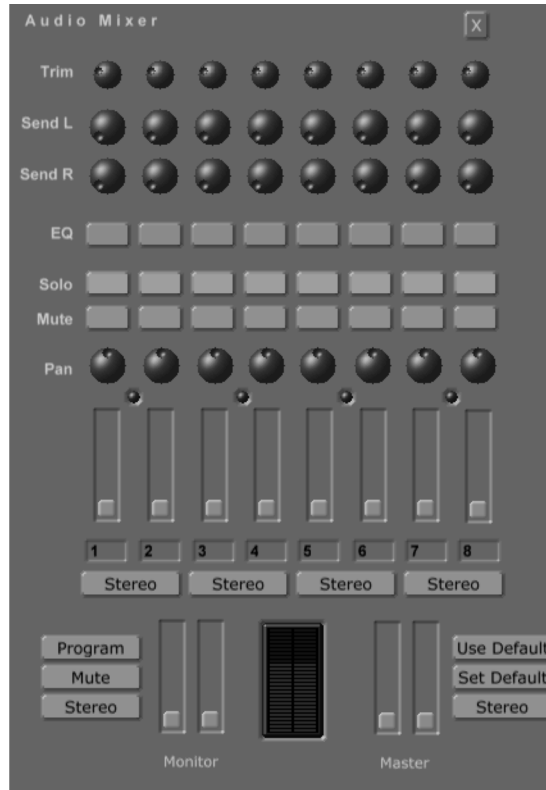 Audio Mixer X
Trim
Send L
Send R
EQ
Solo
Mute
Pan
1 2 3 4 5 6 7 8
Stereo Stereo Stereo Stereo
Program Use Default
Mute Set Default
Stereo Stereo
Monitor Master